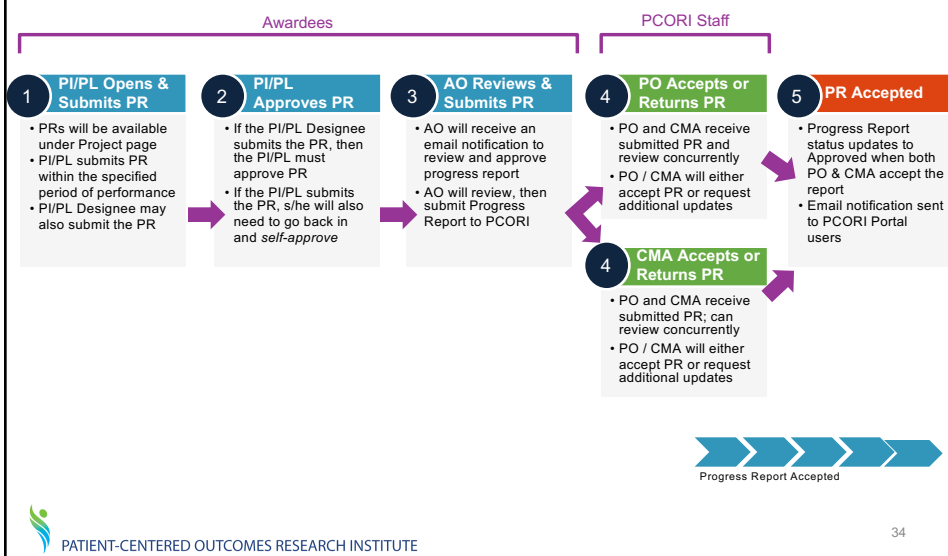 Awardees
PCORI Staff
1
PI/PL Opens &
Submits PR
• PRs will be available
under Project page
• PI/PL submits PR
within the specified
period of performance
• PI/PL Designee may
also submit the PR
2
PI/PL
Approves PR
• If the PI/PL Designee
submits the PR, then
the PI/PL must
approve PR
• If the PI/PL submits
the PR, s/he will also
need to go back in
and self-approve
3
AO Reviews &
Submits PR
• AO will receive an
email notification to
review and approve
progress report
• AO will review, then
submit Progress
Report to PCORI
4
PO Accepts or
Returns PR
• PO and CMA receive
submitted PR and
review concurrently
• PO / CMA will either
accept PR or request
additional updates
4
CMA Accepts or
Returns PR
• PO and CMA receive
submitted PR; can
review concurrently
• PO / CMA will either
accept PR or request
additional updates
5
PR Accepted
• Progress Report
status updates to
Approved when both
PO & CMA accept the
report
• Email notification sent
to PCORI Portal
users
Progress Report Accepted
PATIENT-CENTERED OUTCOMES RESEARCH INSTITUTE
34